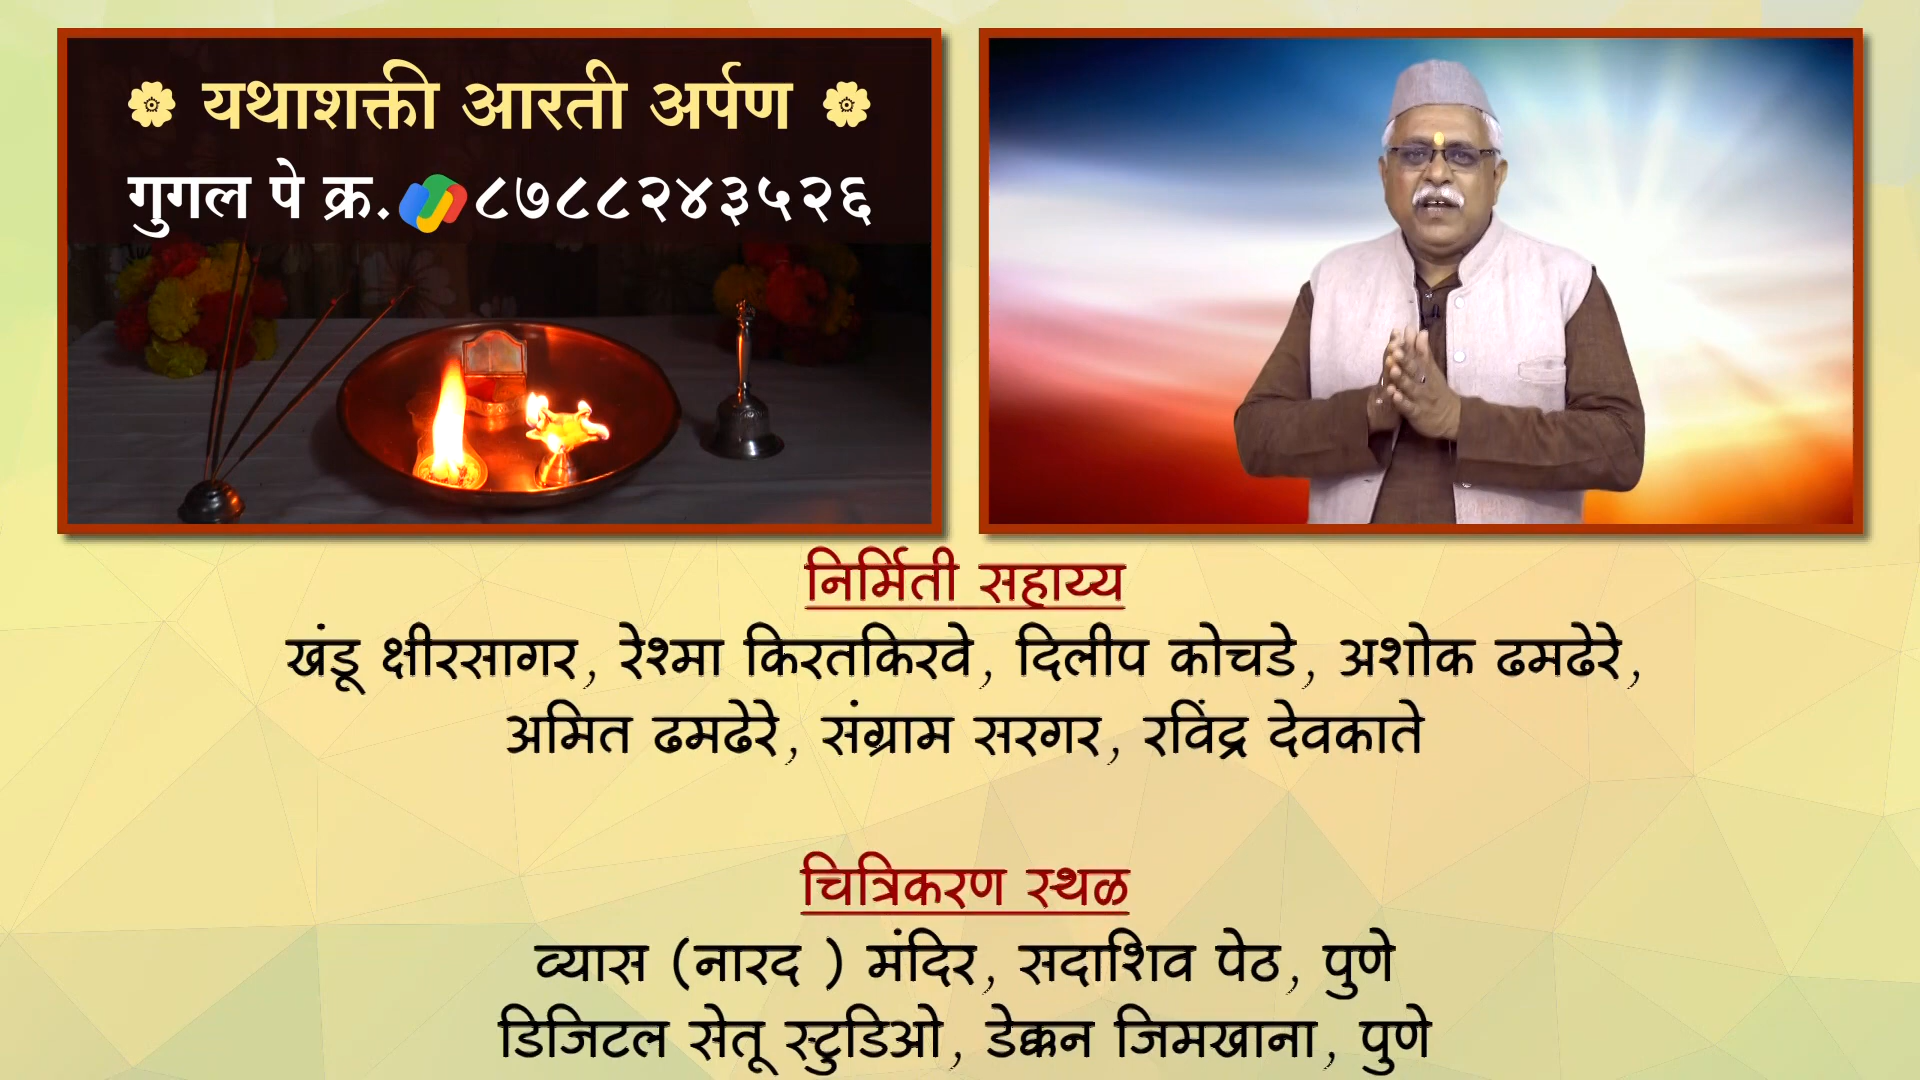 यथाशक्ती आरती अर्पण
गुगल पे क्र. ८७८८२४३५२६
निर्मिती सहाय्य
खंडू क्षीरसागर, रेश्मा किरतकिरवे, दिलीप कोचडे, अशोक ढमढेरे,
अमित ढमढेरे, संग्राम सरगर, रविंद्र देवकाते
चित्रिकरण स्थळ
व्यास (नारद ) मंदिर, सदाशिव पेठ, पुणे
डिजिटल सेतू स्टुडिओ, डेक्कन जिमखाना, पुणे